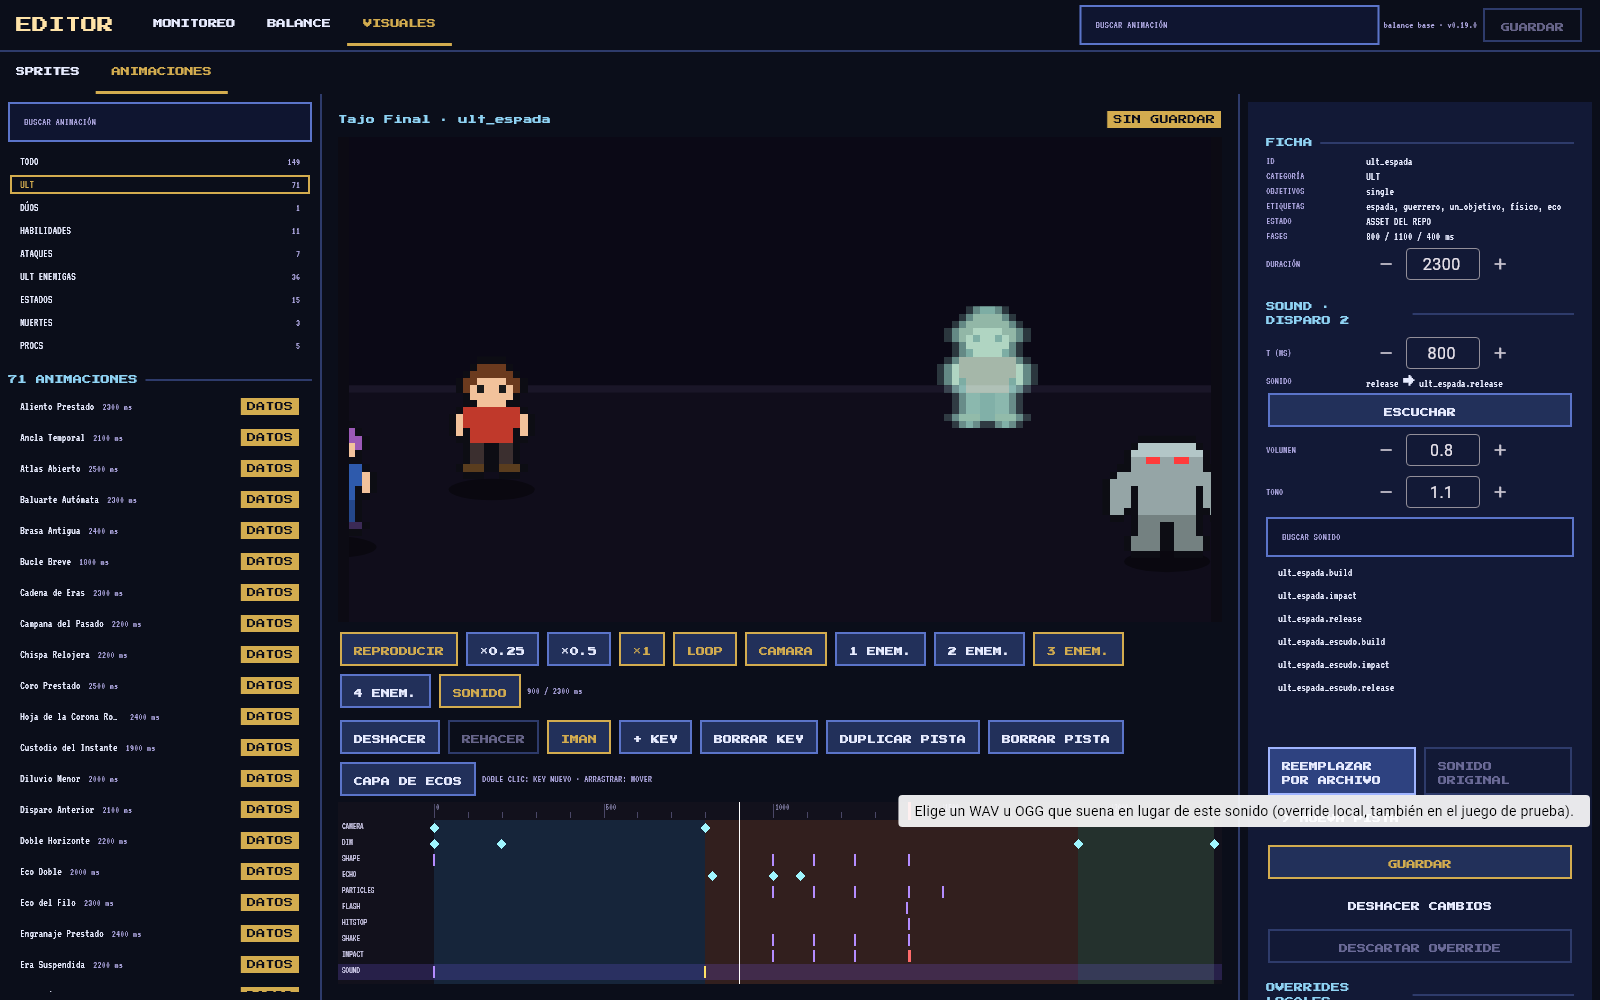 EDITOR
MONITOREO
BALANCE
VISUALES
BUSCAR ANIMACIÓN
balance base · v0.19.0
GUARDAR
SPRITES
ANIMACIONES
BUSCAR ANIMACIÓN
TODO 149
ULT 71
DÚOS 1
HABILIDADES 11
ATAQUES 7
ULT ENEMIGAS 36
ESTADOS 15
MUERTES 3
PROCS 5
71 ANIMACIONES
Aliento Prestado 2300 ms DATOS
Ancla Temporal 2100 ms DATOS
Atlas Abierto 2500 ms DATOS
Baluarte Autómata 2300 ms DATOS
Brasa Antigua 2400 ms DATOS
Bucle Breve 1800 ms DATOS
Cadena de Eras 2300 ms DATOS
Campana del Pasado 2200 ms DATOS
Chispa Relojera 2200 ms DATOS
Coro Prestado 2500 ms DATOS
Hoja de la Corona Ro… 2400 ms DATOS
Custodio del Instante 1900 ms DATOS
Diluvio Menor 2000 ms DATOS
Disparo Anterior 2100 ms DATOS
Doble Horizonte 2200 ms DATOS
Eco Doble 2000 ms DATOS
Eco del Filo 2300 ms DATOS
Engranaje Prestado 2400 ms DATOS
Era Suspendida 2200 ms DATOS
Tajo Final · ult_espada
SIN GUARDAR
REPRODUCIR
×0.25
×0.5
×1
LOOP
CAMARA
1 ENEM.
2 ENEM.
3 ENEM.
4 ENEM.
SONIDO
900 / 2300 ms
DESHACER
REHACER
IMAN
+ KEY
BORRAR KEY
DUPLICAR PISTA
BORRAR PISTA
CAPA DE ECOS
DOBLE CLIC: KEY NUEVO · ARRASTRAR: MOVER
0
500
1000
CAMERA
DIM
SHAPE
ECHO
PARTICLES
FLASH
HITSTOP
SHAKE
IMPACT
SOUND
FICHA
ID ult_espada
CATEGORÍA ULT
OBJETIVOS single
ETIQUETAS espada, guerrero, un_objetivo, físico, eco
ESTADO ASSET DEL REPO
FASES 800 / 1100 / 400 ms
DURACIÓN − 2300 +
SOUND ·
DISPARO 2
T (MS) − 800 +
SONIDO release ➡ ult_espada.release
ESCUCHAR
VOLUMEN − 0.8 +
TONO − 1.1 +
BUSCAR SONIDO
ult_espada.build
ult_espada.impact
ult_espada.release
ult_espada_escudo.build
ult_espada_escudo.impact
ult_espada_escudo.release
REEMPLAZAR
POR ARCHIVO
SONIDO
ORIGINAL
Elige un WAV u OGG que suena en lugar de este sonido (override local, también en el juego de prueba).
GUARDAR
DESHACER CAMBIOS
DESCARTAR OVERRIDE
OVERRIDES
LOCALES